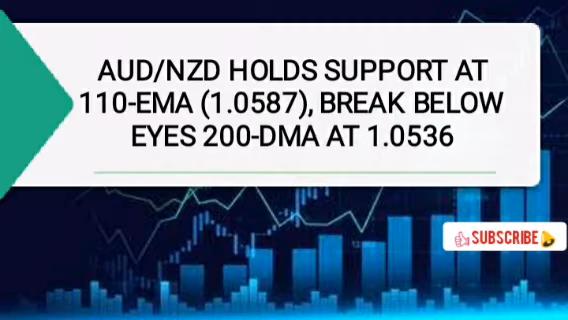 AUD/NZD HOLDS SUPPORT AT
110-EMA (1.0587), BREAK BELOW
EYES 200-DMA AT 1.0536
SUBSCRIBE